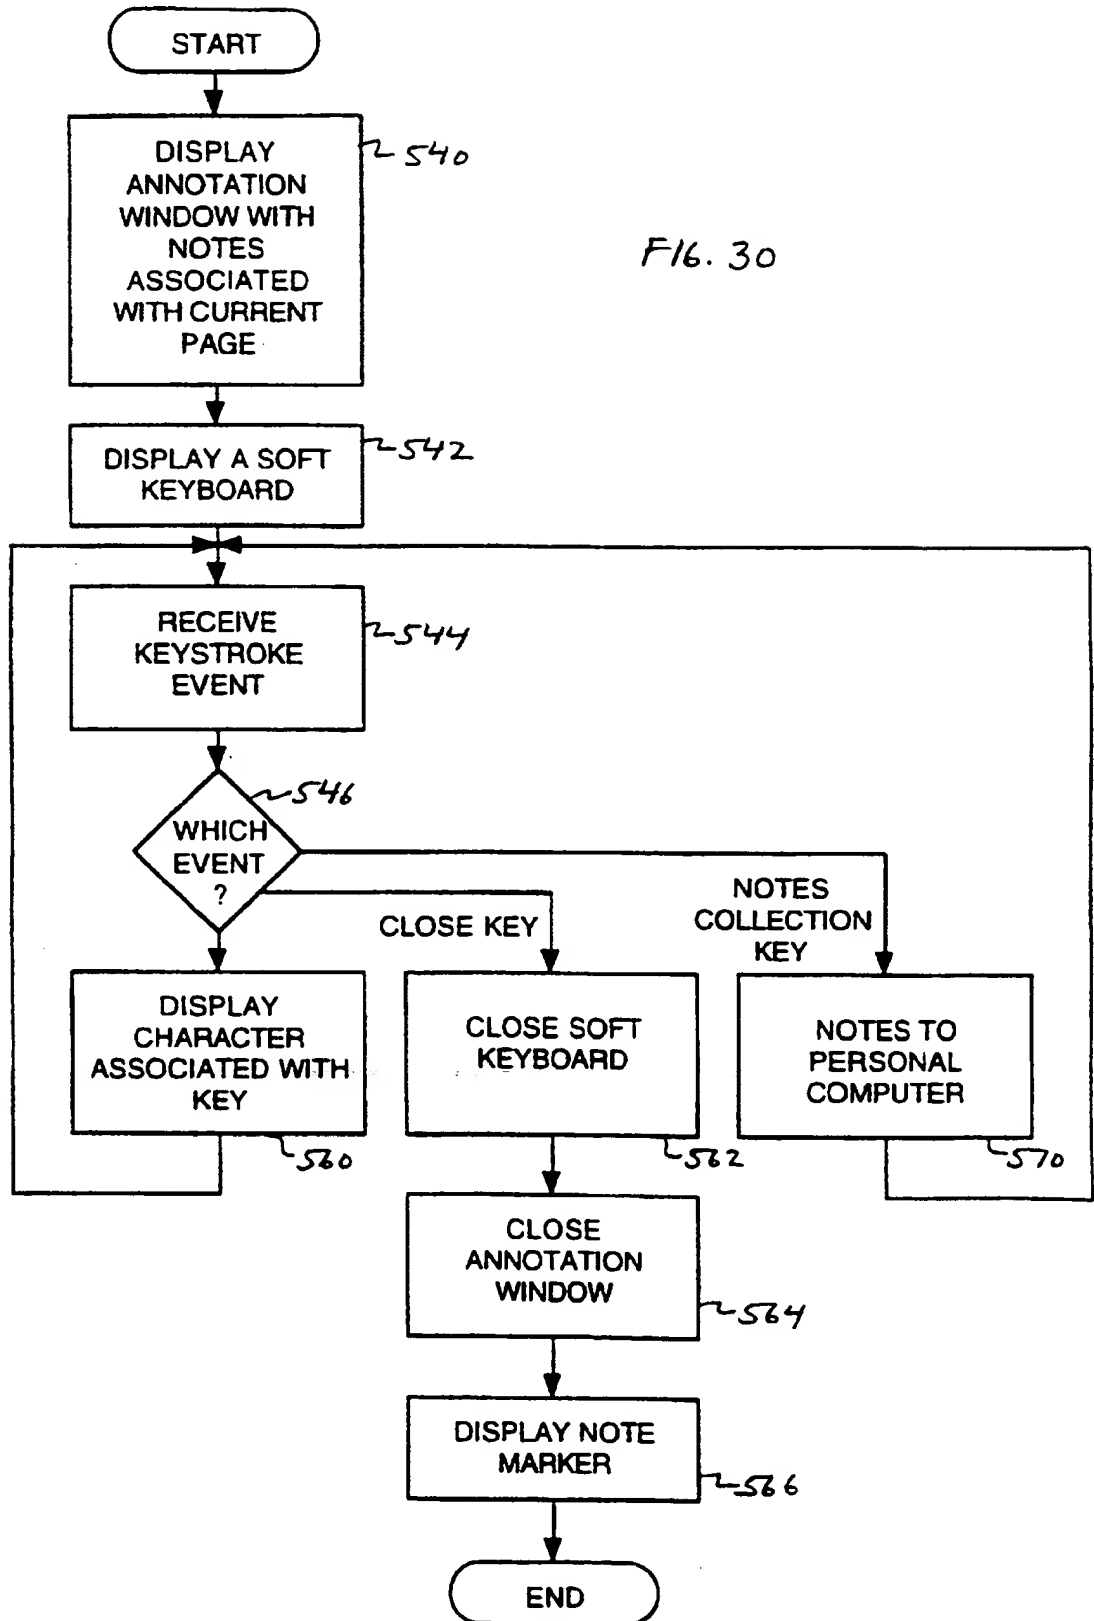 START
DISPLAY
ANNOTATION
WINDOW WITH
NOTES
ASSOCIATED
WITH CURRENT
PAGE
540
FIG. 30
DISPLAY A SOFT
KEYBOARD
542
RECEIVE
KEYSTROKE
EVENT
544
WHICH
EVENT
?
546
CLOSE KEY
NOTES
COLLECTION
KEY
DISPLAY
CHARACTER
ASSOCIATED WITH
KEY
560
CLOSE SOFT
KEYBOARD
562
NOTES TO
PERSONAL
COMPUTER
570
CLOSE
ANNOTATION
WINDOW
564
DISPLAY NOTE
MARKER
566
END